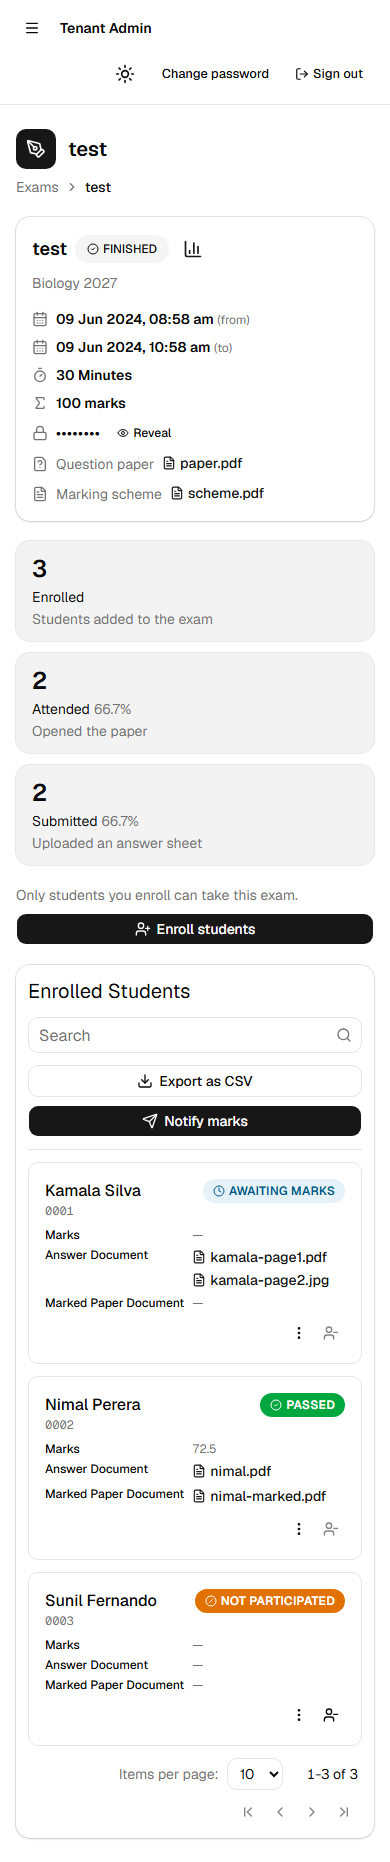 Tenant Admin
Change password
Sign out
test
Exams
test
test
FINISHED
Biology 2027
09 Jun 2024, 08:58 am (from)
09 Jun 2024, 10:58 am (to)
30 Minutes
100 marks
•••••••• Reveal
Question paper paper.pdf
Marking scheme scheme.pdf
3
Enrolled
Students added to the exam
2
Attended 66.7%
Opened the paper
2
Submitted 66.7%
Uploaded an answer sheet
Only students you enroll can take this exam.
Enroll students
Enrolled Students
Search
Export as CSV
Notify marks
Kamala Silva
AWAITING MARKS
0001
Marks —
Answer Document kamala-page1.pdf
kamala-page2.jpg
Marked Paper Document —
Nimal Perera
PASSED
0002
Marks 72.5
Answer Document nimal.pdf
Marked Paper Document nimal-marked.pdf
Sunil Fernando
NOT PARTICIPATED
0003
Marks —
Answer Document —
Marked Paper Document —
Items per page: 10 1-3 of 3